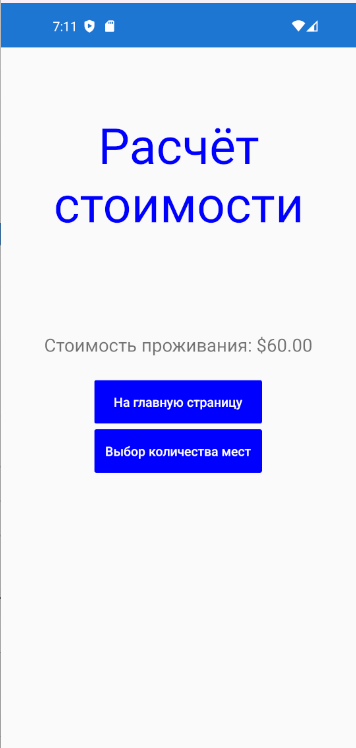 7:11
Расчёт
стоимости
Стоимость проживания: $60.00
На главную страницу
Выбор количества мест